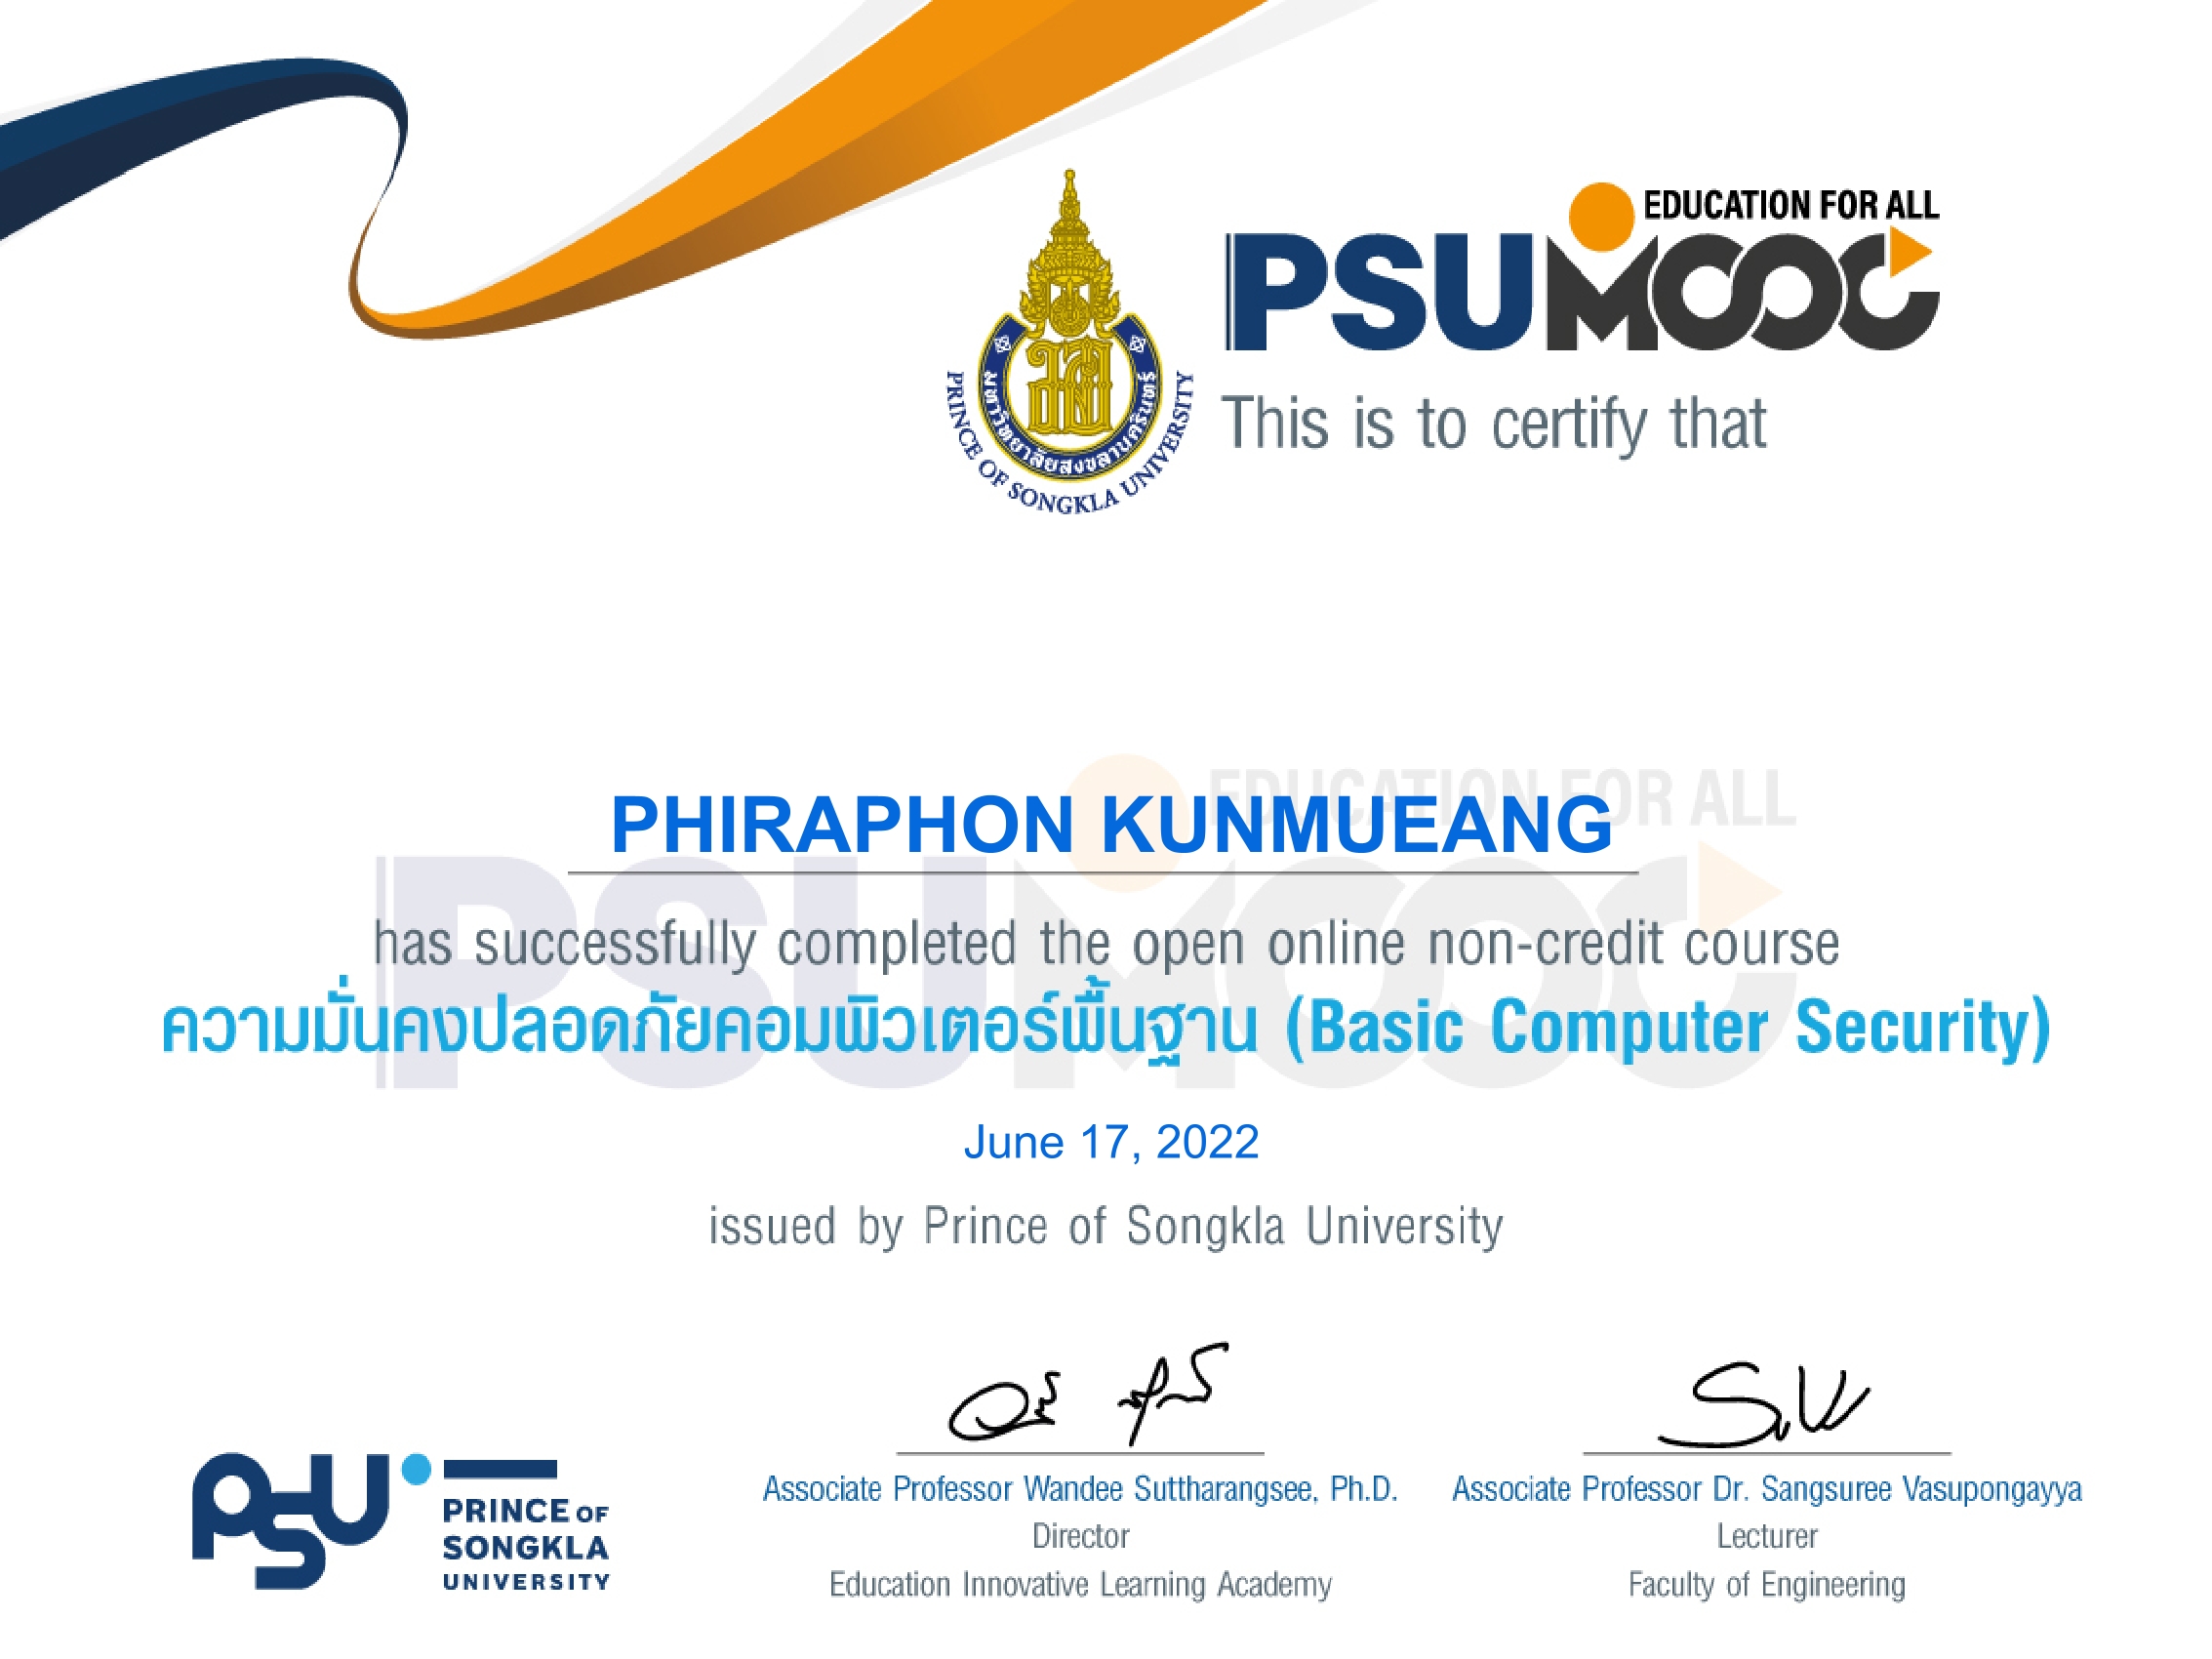 EDUCATION FOR ALL
PSUMOOC
มหาวิทยาลัยสงขลานครินทร์
PRINCE OF SONGKLA UNIVERSITY
This is to certify that
EDUCATION FOR ALL
PSUMOOC
PHIRAPHON KUNMUEANG
has successfully completed the open online non-credit course
ความมั่นคงปลอดภัยคอมพิวเตอร์พื้นฐาน (Basic Computer Security)
June 17, 2022
issued by Prince of Songkla University
PSU
PRINCE OF
SONGKLA
UNIVERSITY
Associate Professor Wandee Suttharangsee, Ph.D.
Director
Education Innovative Learning Academy
Associate Professor Dr. Sangsuree Vasupongayya
Lecturer
Faculty of Engineering